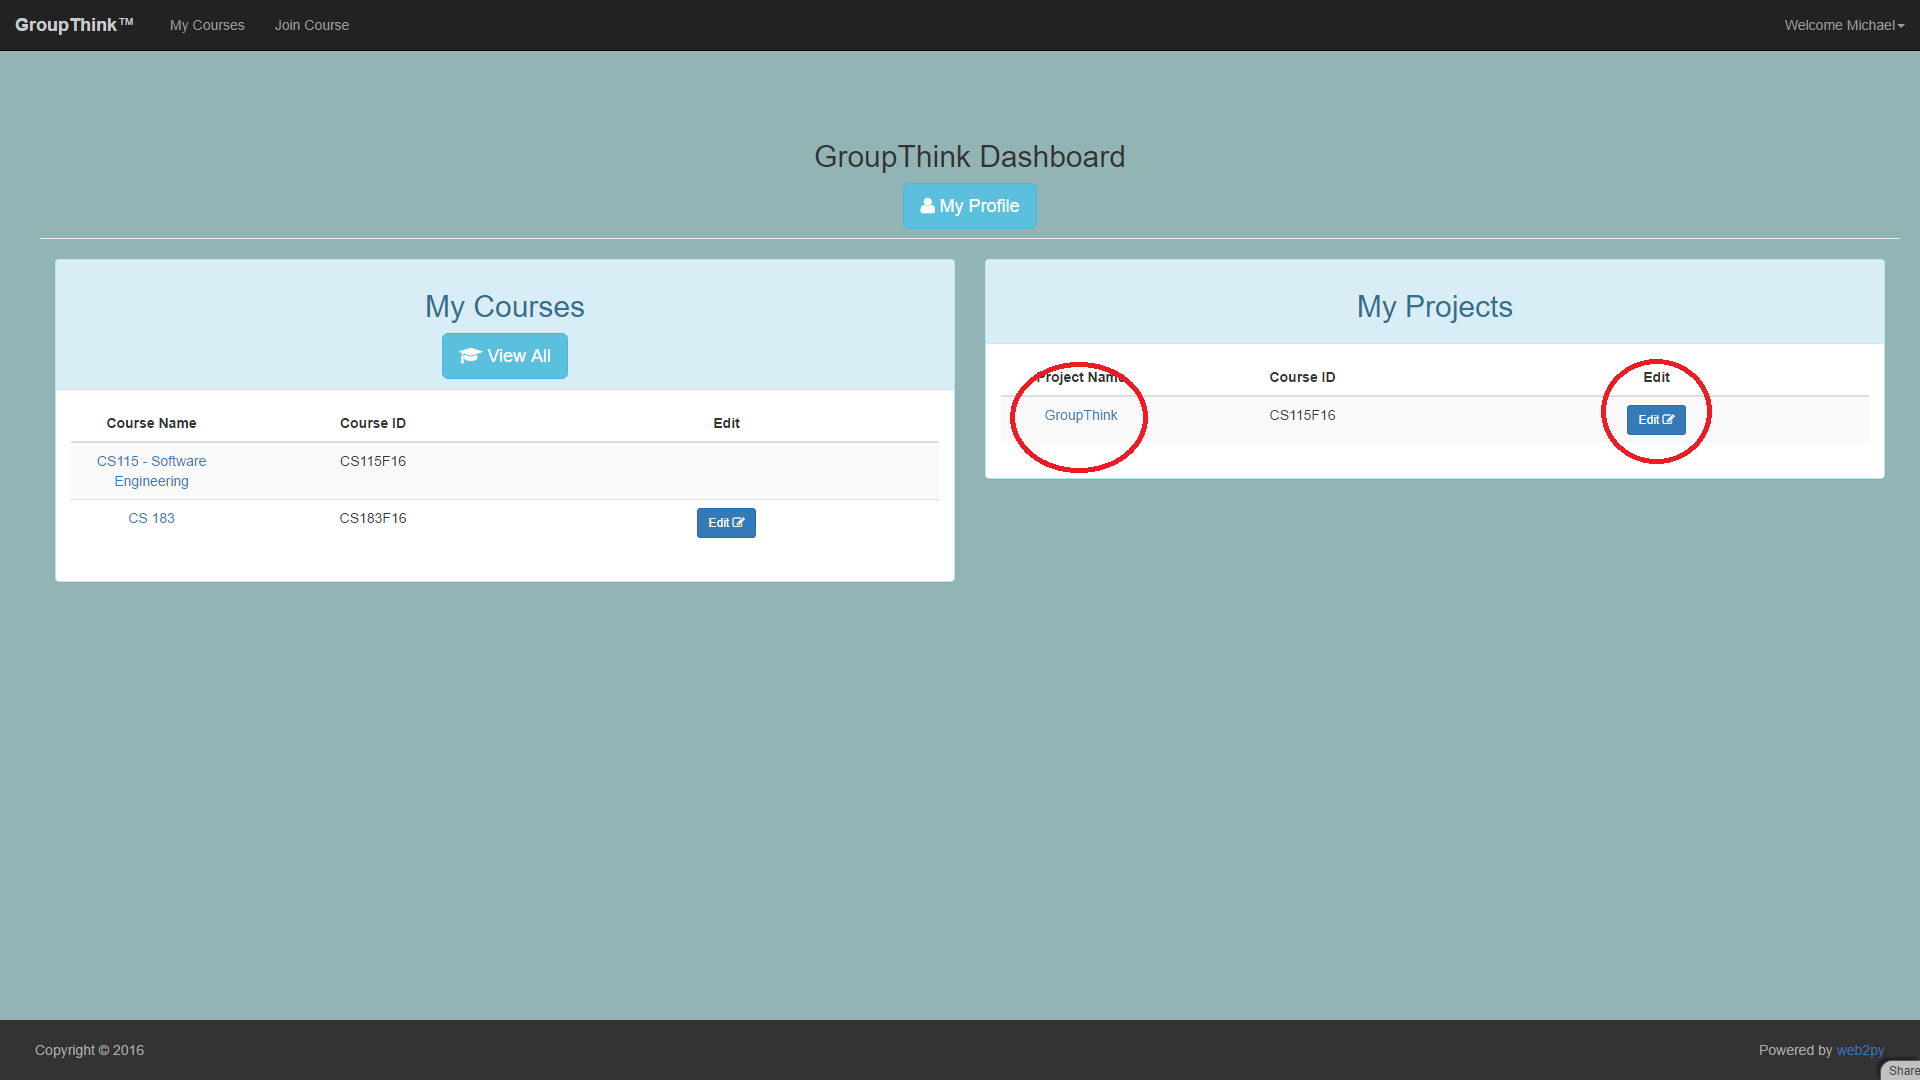 GroupThink™ My Courses Join Course Welcome Michael
GroupThink Dashboard
My Profile
My Courses
View All
Course Name Course ID Edit
CS115 - Software CS115F16
Engineering
CS 183 CS183F16 Edit
My Projects
Project Name Course ID Edit
GroupThink CS115F16 Edit
Copyright © 2016 Powered by web2py
Share